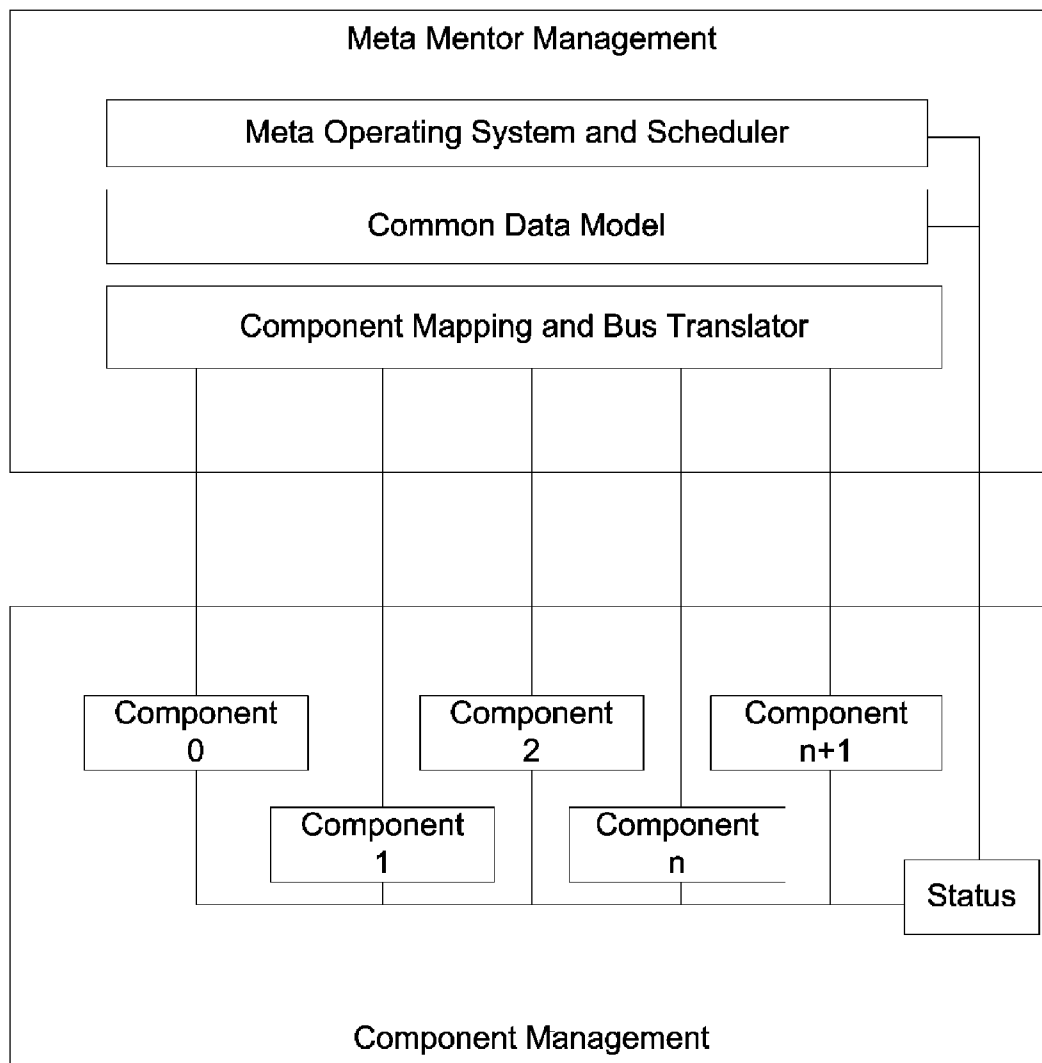 Meta Mentor Management
Meta Operating System and Scheduler
Common Data Model
Component Mapping and Bus Translator
Component
0
Component
2
Component
n+1
Component
1
Component
n
Status
Component Management